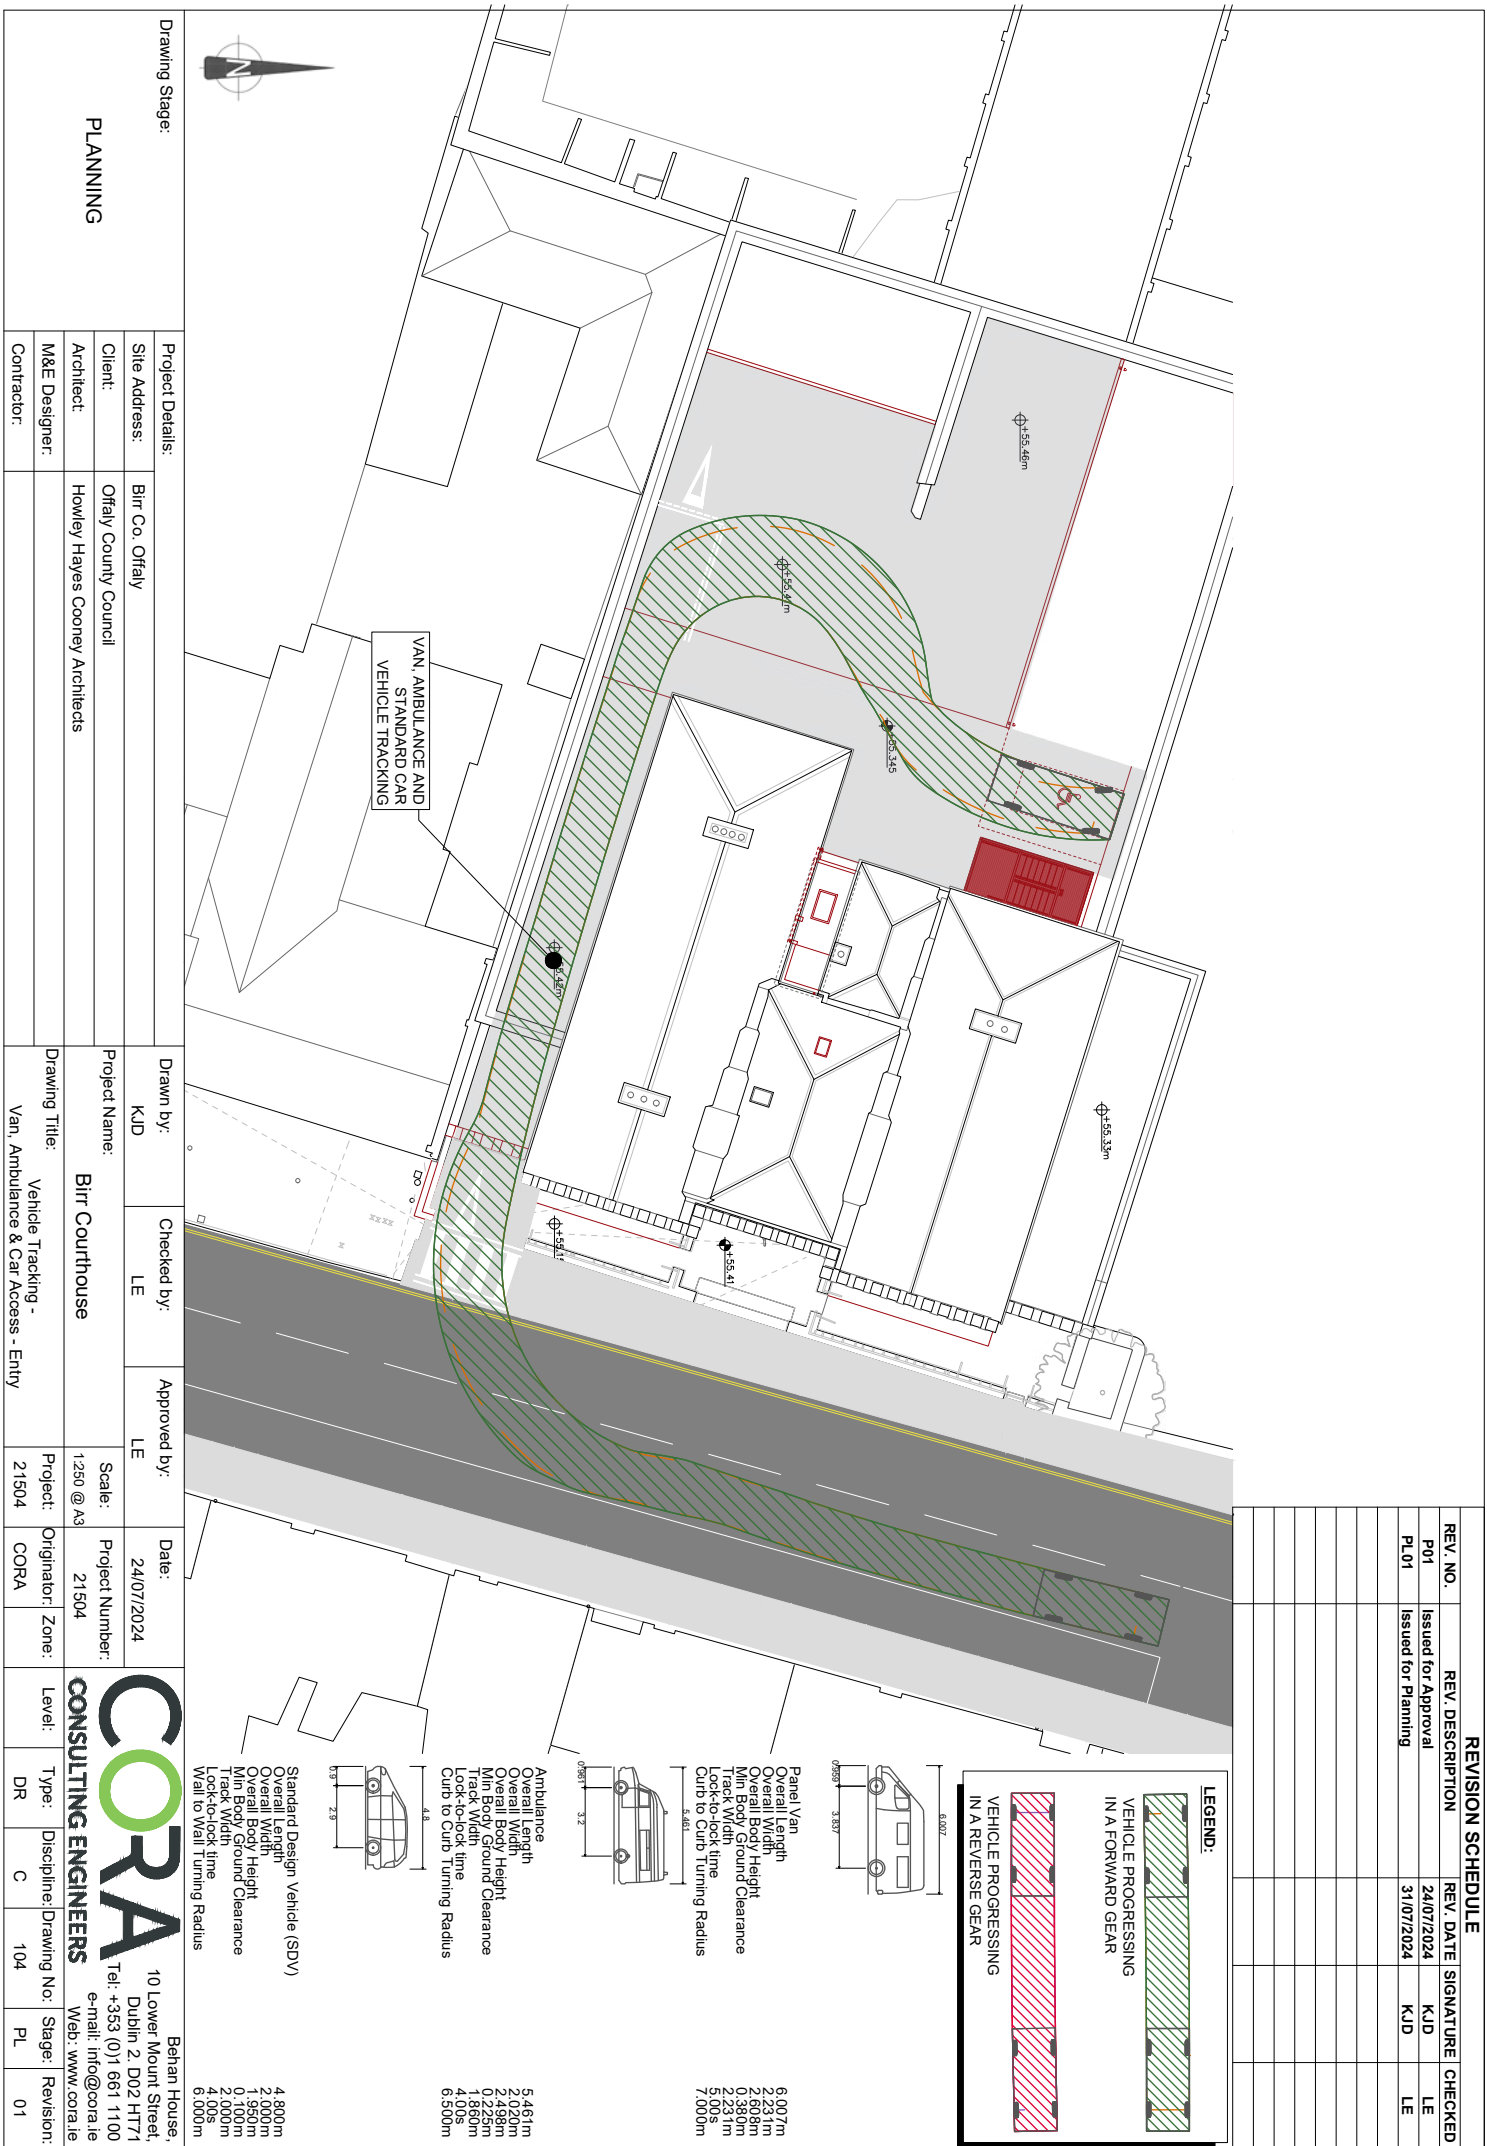 REVISION SCHEDULE
REV. NO. REV. DESCRIPTION REV. DATE SIGNATURE CHECKED
P01 Issued for Approval 24/07/2024 KJD LE
PL01 Issued for Planning 31/07/2024 KJD LE
LEGEND:
VEHICLE PROGRESSING
IN A FORWARD GEAR
VEHICLE PROGRESSING
IN A REVERSE GEAR
6.007
0.959 3.837
Panel Van
Overall Length 6.007m
Overall Width 2.231m
Overall Body Height 2.608m
Min Body Ground Clearance 0.380m
Track Width 2.231m
Lock-to-lock time 5.00s
Curb to Curb Turning Radius 7.000m
5.461
0.961 3.2
Ambulance
Overall Length 5.461m
Overall Width 2.020m
Overall Body Height 2.498m
Min Body Ground Clearance 0.225m
Track Width 1.860m
Lock-to-lock time 4.00s
Curb to Curb Turning Radius 6.500m
4.8
0.9 2.9
Standard Design Vehicle (SDV)
Overall Length 4.800m
Overall Width 2.000m
Overall Body Height 1.950m
Min Body Ground Clearance 0.100m
Track Width 2.000m
Lock-to-lock time 4.00s
Wall to Wall Turning Radius 6.000m
+55.46m
+55.41m
+55.345
+55.33m
+55.41
VAN, AMBULANCE AND
STANDARD CAR
VEHICLE TRACKING
N
Drawing Stage:
PLANNING
Project Details:
Site Address: Birr Co. Offaly
Client: Offaly County Council
Architect: Howley Hayes Cooney Architects
M&E Designer:
Contractor:
Drawn by: Checked by: Approved by: Date:
KJD LE LE 24/07/2024
Project Name: Scale: Project Number:
Birr Courthouse 1:250 @ A3 21504
Drawing Title:
Vehicle Tracking -
Van, Ambulance & Car Access - Entry
Project: Originator: Zone: Level: Type: Discipline: Drawing No: Stage: Revision:
21504 CORA DR C 104 PL 01
CORA
CONSULTING ENGINEERS
Behan House,
10 Lower Mount Street,
Dublin 2. D02 HT71
Tel: +353 (0)1 661 1100
e-mail: info@cora.ie
Web: www.cora.ie